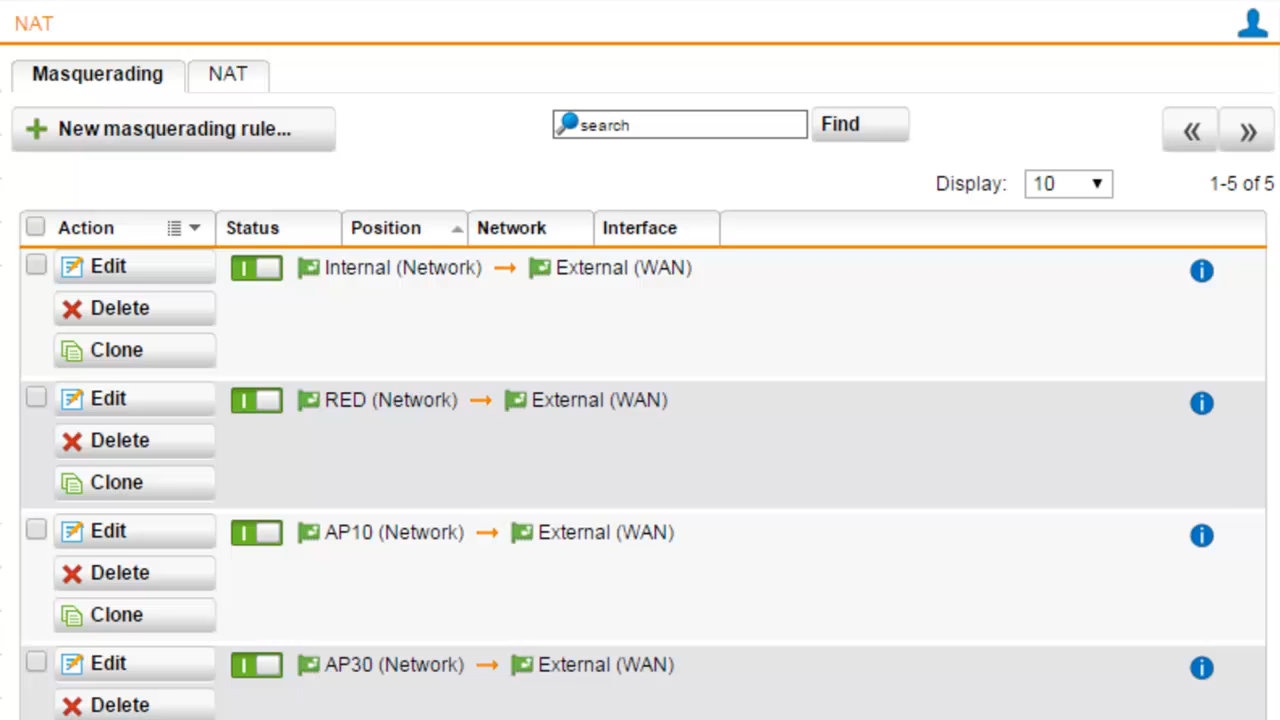 NAT
Masquerading NAT
New masquerading rule... search Find « »
Display: 10 1-5 of 5
Action Status Position Network Interface
Edit Internal (Network) → External (WAN)
Delete
Clone
Edit RED (Network) → External (WAN)
Delete
Clone
Edit AP10 (Network) → External (WAN)
Delete
Clone
Edit AP30 (Network) → External (WAN)
Delete